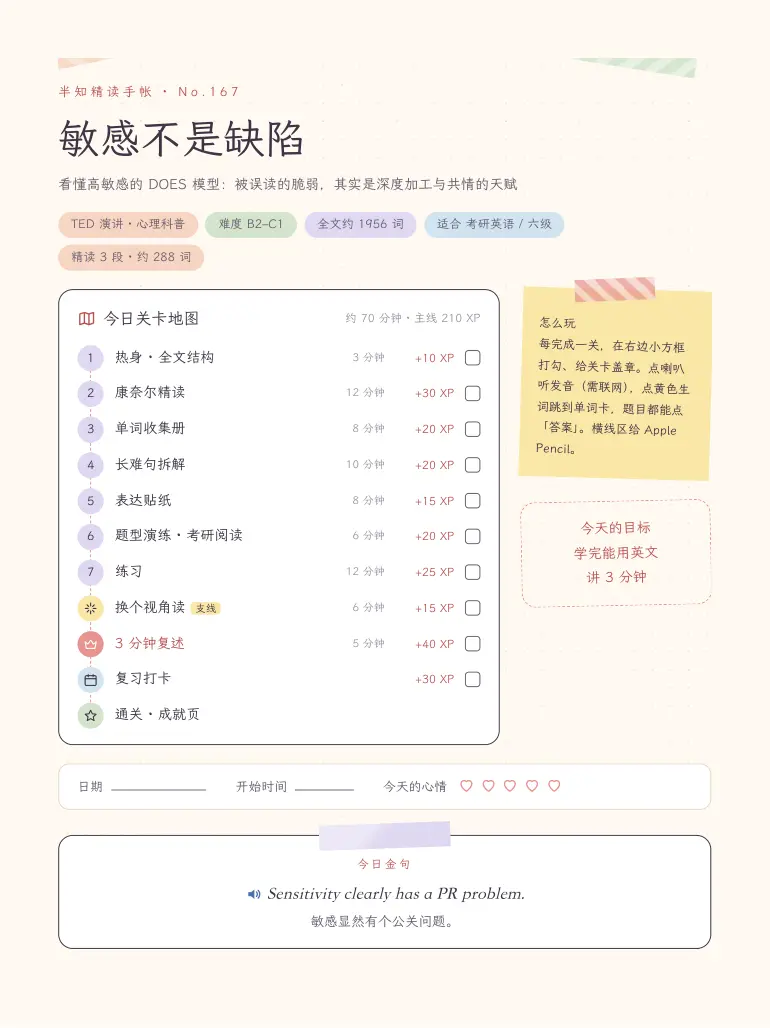 半知精读手帐 · No.167
敏感不是缺陷
看懂高敏感的 DOES 模型：被误读的脆弱，其实是深度加工与共情的天赋
TED 演讲 · 心理科普 难度 B2–C1 全文约 1956 词 适合 考研英语 / 六级
精读 3 段 · 约 288 词
今日关卡地图 约 70 分钟 · 主线 210 XP
1 热身 · 全文结构 3 分钟 +10 XP
2 康奈尔精读 12 分钟 +30 XP
3 单词收集册 8 分钟 +20 XP
4 长难句拆解 10 分钟 +20 XP
5 表达贴纸 8 分钟 +15 XP
6 题型演练 · 考研阅读 6 分钟 +20 XP
7 练习 12 分钟 +25 XP
换个视角读 支线 6 分钟 +15 XP
3 分钟复述 5 分钟 +40 XP
复习打卡 +30 XP
通关 · 成就页
怎么玩
每完成一关，在右边小方框
打勾、给关卡盖章。点喇叭
听发音（需联网），点黄色生
词跳到单词卡，题目都能点
「答案」。横线区给 Apple
Pencil。
今天的目标
学完能用英文
讲 3 分钟
日期 开始时间 今天的心情
今日金句
Sensitivity clearly has a PR problem.
敏感显然有个公关问题。